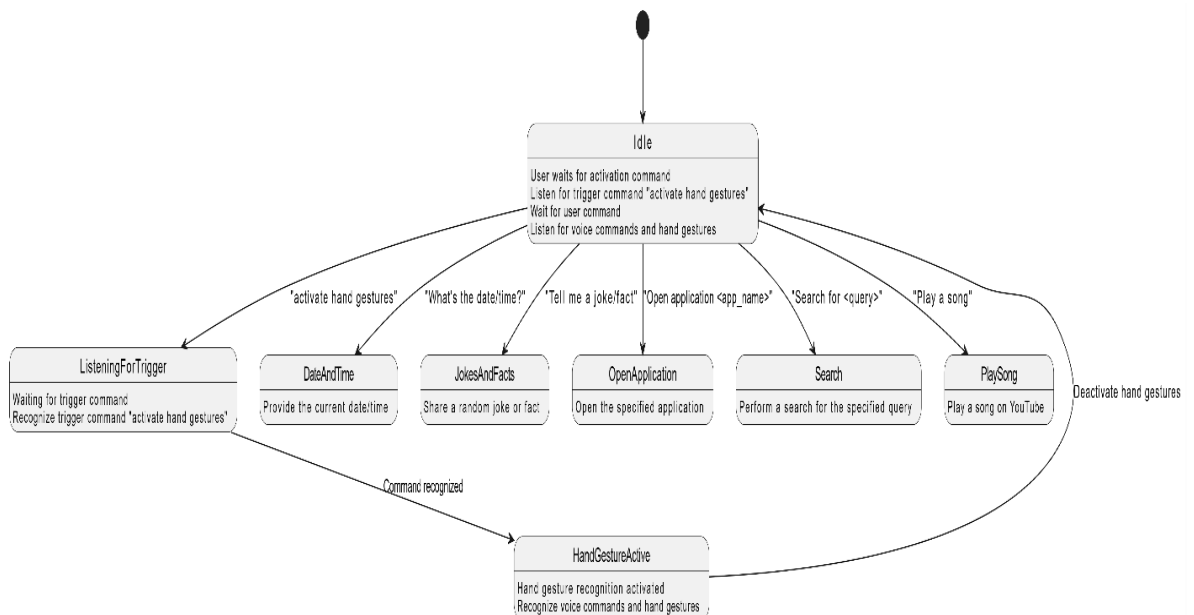 Idle
User waits for activation command
Listen for trigger command "activate hand gestures"
Wait for user command
Listen for voice commands and hand gestures
"activate hand gestures"
"What's the date/time?"
"Tell me a joke/fact"
"Open application <app_name>"
"Search for <query>"
"Play a song"
ListeningForTrigger
Waiting for trigger command
Recognize trigger command "activate hand gestures"
DateAndTime
Provide the current date/time
JokesAndFacts
Share a random joke or fact
OpenApplication
Open the specified application
Search
Perform a search for the specified query
PlaySong
Play a song on YouTube
Deactivate hand gestures
Command recognized
HandGestureActive
Hand gesture recognition activated
Recognize voice commands and hand gestures